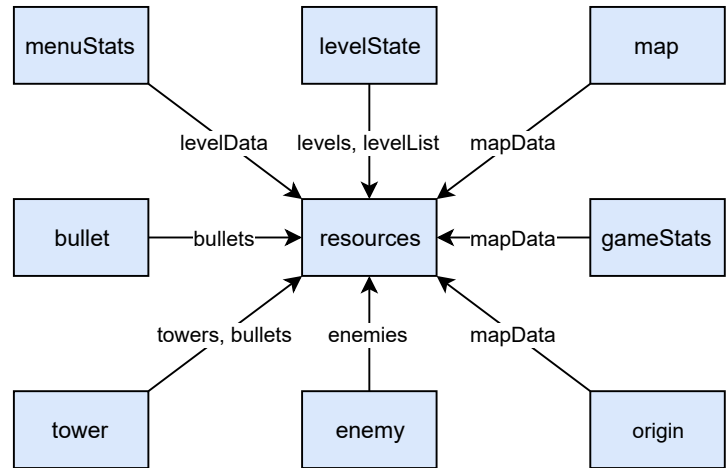 menuStats
levelState
map
levelData
levels, levelList
mapData
bullet
bullets
resources
mapData
gameStats
towers, bullets
enemies
mapData
tower
enemy
origin